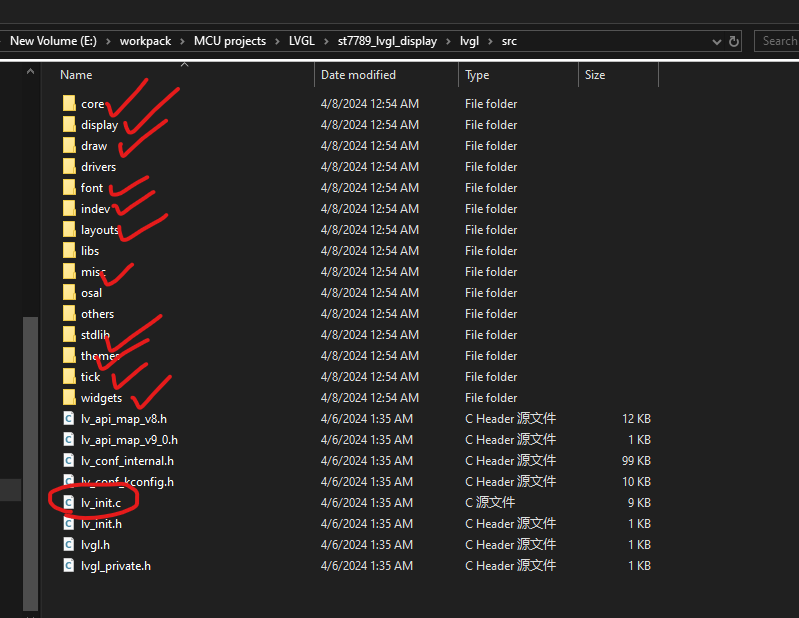 New Volume (E:) > workpack > MCU projects > LVGL > st7789_lvgl_display > lvgl > src Search
Name Date modified Type Size
core 4/8/2024 12:54 AM File folder
display 4/8/2024 12:54 AM File folder
draw 4/8/2024 12:54 AM File folder
drivers 4/8/2024 12:54 AM File folder
font 4/8/2024 12:54 AM File folder
indev 4/8/2024 12:54 AM File folder
layouts 4/8/2024 12:54 AM File folder
libs 4/8/2024 12:54 AM File folder
misc 4/8/2024 12:54 AM File folder
osal 4/8/2024 12:54 AM File folder
others 4/8/2024 12:54 AM File folder
stdlib 4/8/2024 12:54 AM File folder
themes 4/8/2024 12:54 AM File folder
tick 4/8/2024 12:54 AM File folder
widgets 4/8/2024 12:54 AM File folder
lv_api_map_v8.h 4/6/2024 1:35 AM C Header 源文件 12 KB
lv_api_map_v9_0.h 4/6/2024 1:35 AM C Header 源文件 1 KB
lv_conf_internal.h 4/6/2024 1:35 AM C Header 源文件 99 KB
lv_conf_kconfig.h 4/6/2024 1:35 AM C Header 源文件 10 KB
lv_init.c 4/6/2024 1:35 AM C 源文件 9 KB
lv_init.h 4/6/2024 1:35 AM C Header 源文件 1 KB
lvgl.h 4/6/2024 1:35 AM C Header 源文件 1 KB
lvgl_private.h 4/6/2024 1:35 AM C Header 源文件 1 KB